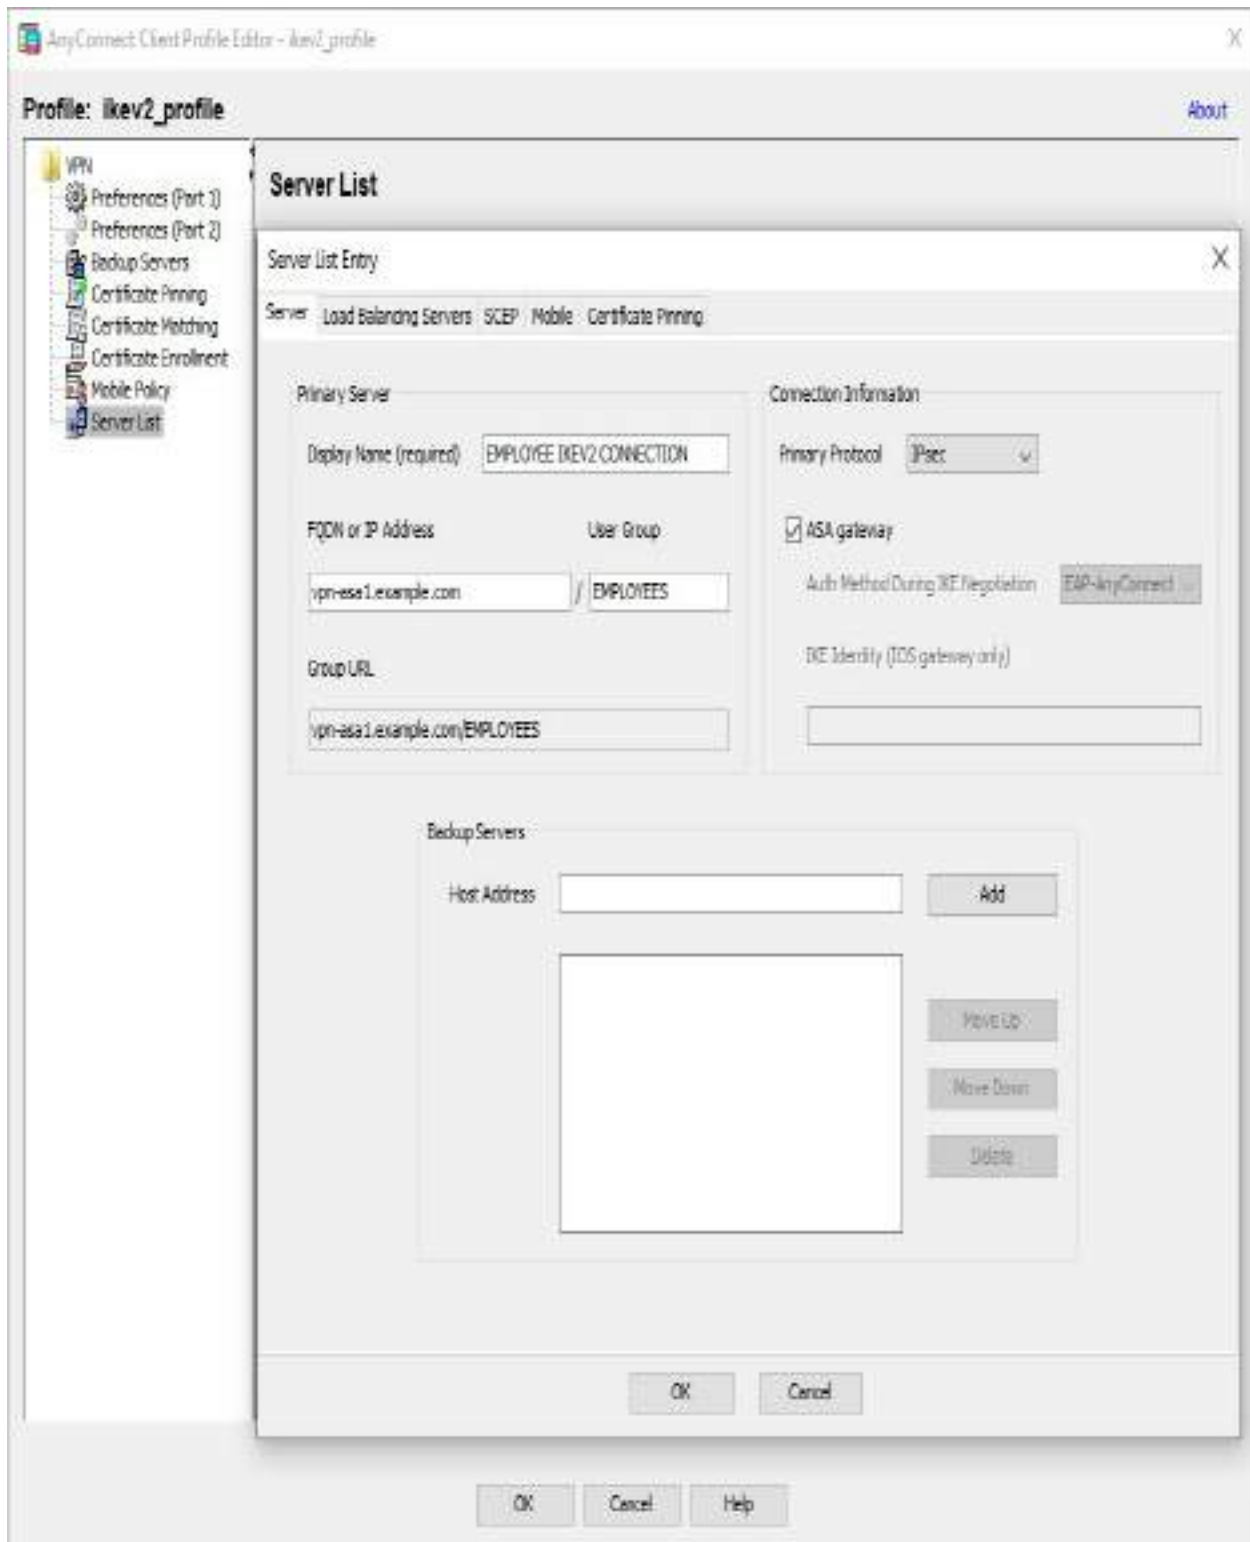 AnyConnect Client Profile Editor - ikev2_profile
X
Profile: ikev2_profile
About
VPN
Preferences (Part 1)
Preferences (Part 2)
Backup Servers
Certificate Pinning
Certificate Matching
Certificate Enrollment
Mobile Policy
Server List
Server List
Server List Entry
X
Server Load Balancing Servers SCEP Mobile Certificate Pinning
Primary Server
Connection Information
Display Name (required) EMPLOYEE IKEV2 CONNECTION
Primary Protocol IPsec
FQDN or IP Address User Group
ASA gateway
vpn-asa1.example.com / EMPLOYEES
Auth Method During IKE Negotiation EAP-AnyConnect
Group URL
IKE Identity (IOS gateway only)
vpn-asa1.example.com/EMPLOYEES
Backup Servers
Host Address
Add
Move Up
Move Down
Delete
OK Cancel
OK Cancel Help